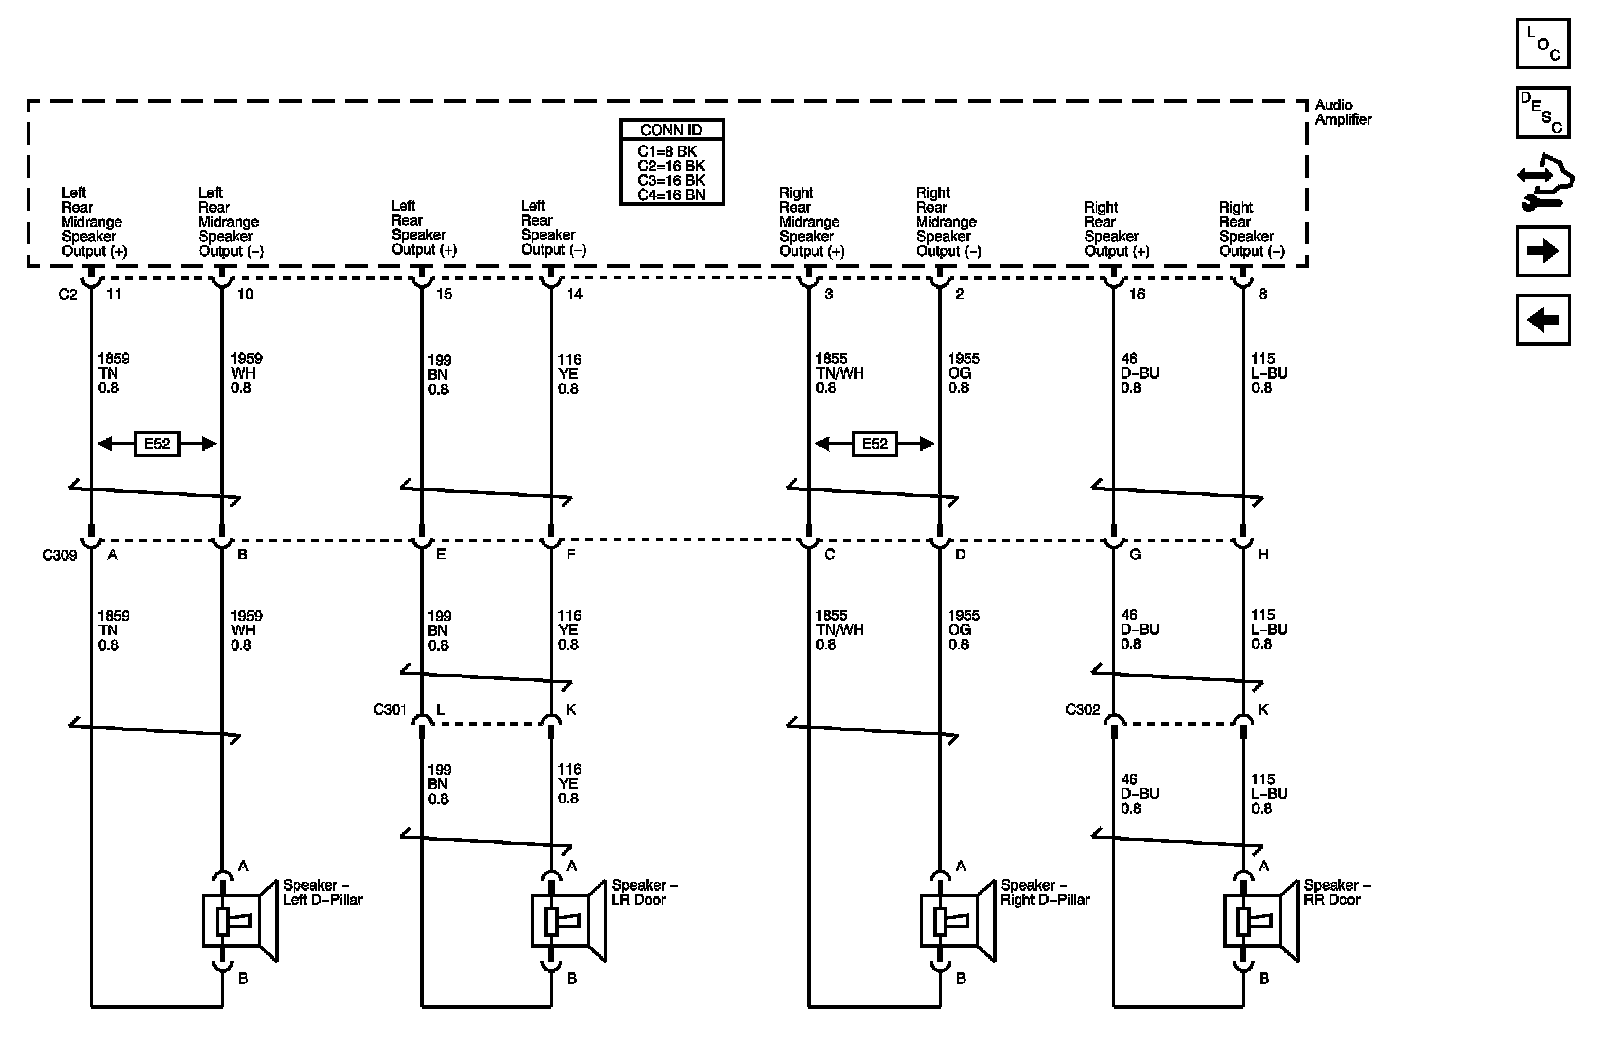 L
O
C
D
E
S
C
Audio
Amplifier
CONN ID
C1=8 BK
C2=16 BK
C3=16 BK
C4=16 BN
Left
Rear
Midrange
Speaker
Output (+)
Left
Rear
Midrange
Speaker
Output (−)
Left
Rear
Speaker
Output (+)
Left
Rear
Speaker
Output (−)
Right
Rear
Midrange
Speaker
Output (+)
Right
Rear
Midrange
Speaker
Output (−)
Right
Rear
Speaker
Output (+)
Right
Rear
Speaker
Output (−)
C2 11 10 15 14 3 2 16 8
1859
TN
0.8
1959
WH
0.8
199
BN
0.8
116
YE
0.8
1855
TN/WH
0.8
1955
OG
0.8
46
D−BU
0.8
115
L−BU
0.8
E52
E52
C309 A B E F C D G H
1859
TN
0.8
1959
WH
0.8
199
BN
0.8
116
YE
0.8
1855
TN/WH
0.8
1955
OG
0.8
46
D−BU
0.8
115
L−BU
0.8
C301 L K
C302 K
199
BN
0.8
116
YE
0.8
46
D−BU
0.8
115
L−BU
0.8
A
Speaker −
Left D−Pillar
B
A
Speaker −
LR Door
B
A
Speaker −
Right D−Pillar
B
A
Speaker −
RR Door
B